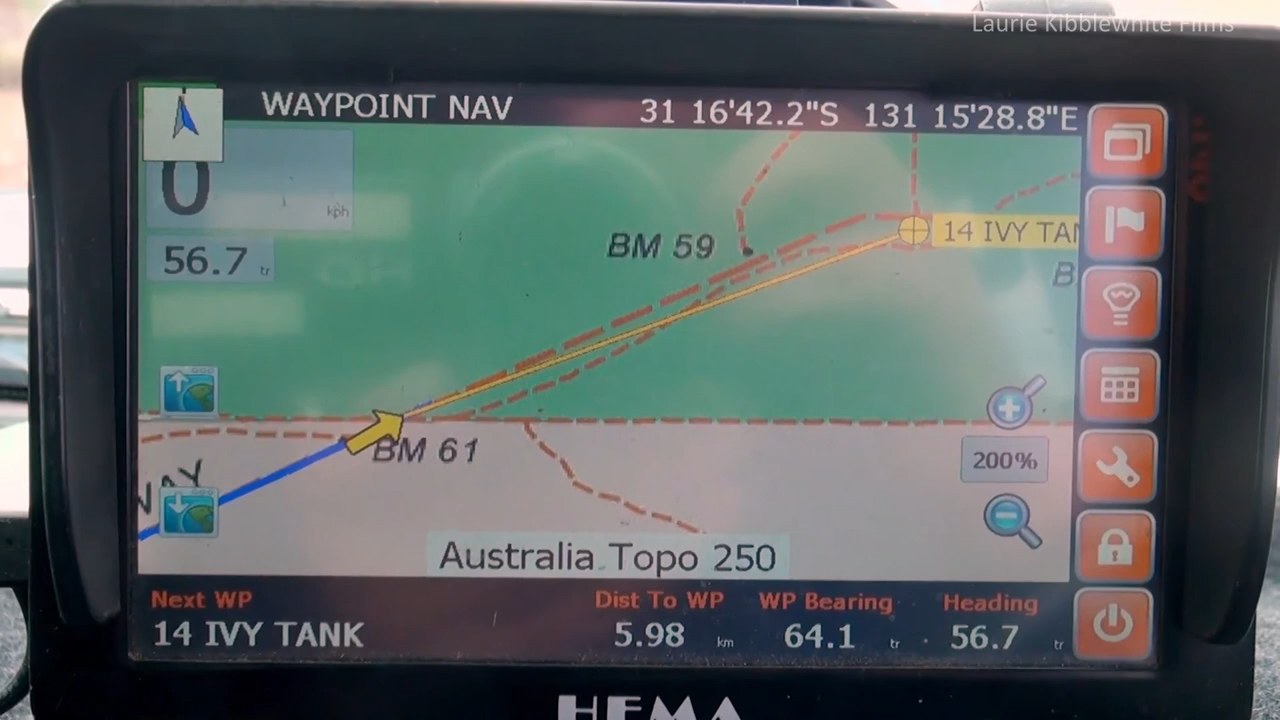 Laurie Kibblewhite Films
WAYPOINT NAV 31 16'42.2"S 131 15'28.8"E
0
kph
56.7 tr
BM 59
14 IVY TAN
B
BM 61
WAY
200%
Australia Topo 250
Next WP Dist To WP WP Bearing Heading
14 IVY TANK 5.98 km 64.1 tr 56.7 tr
HEMA